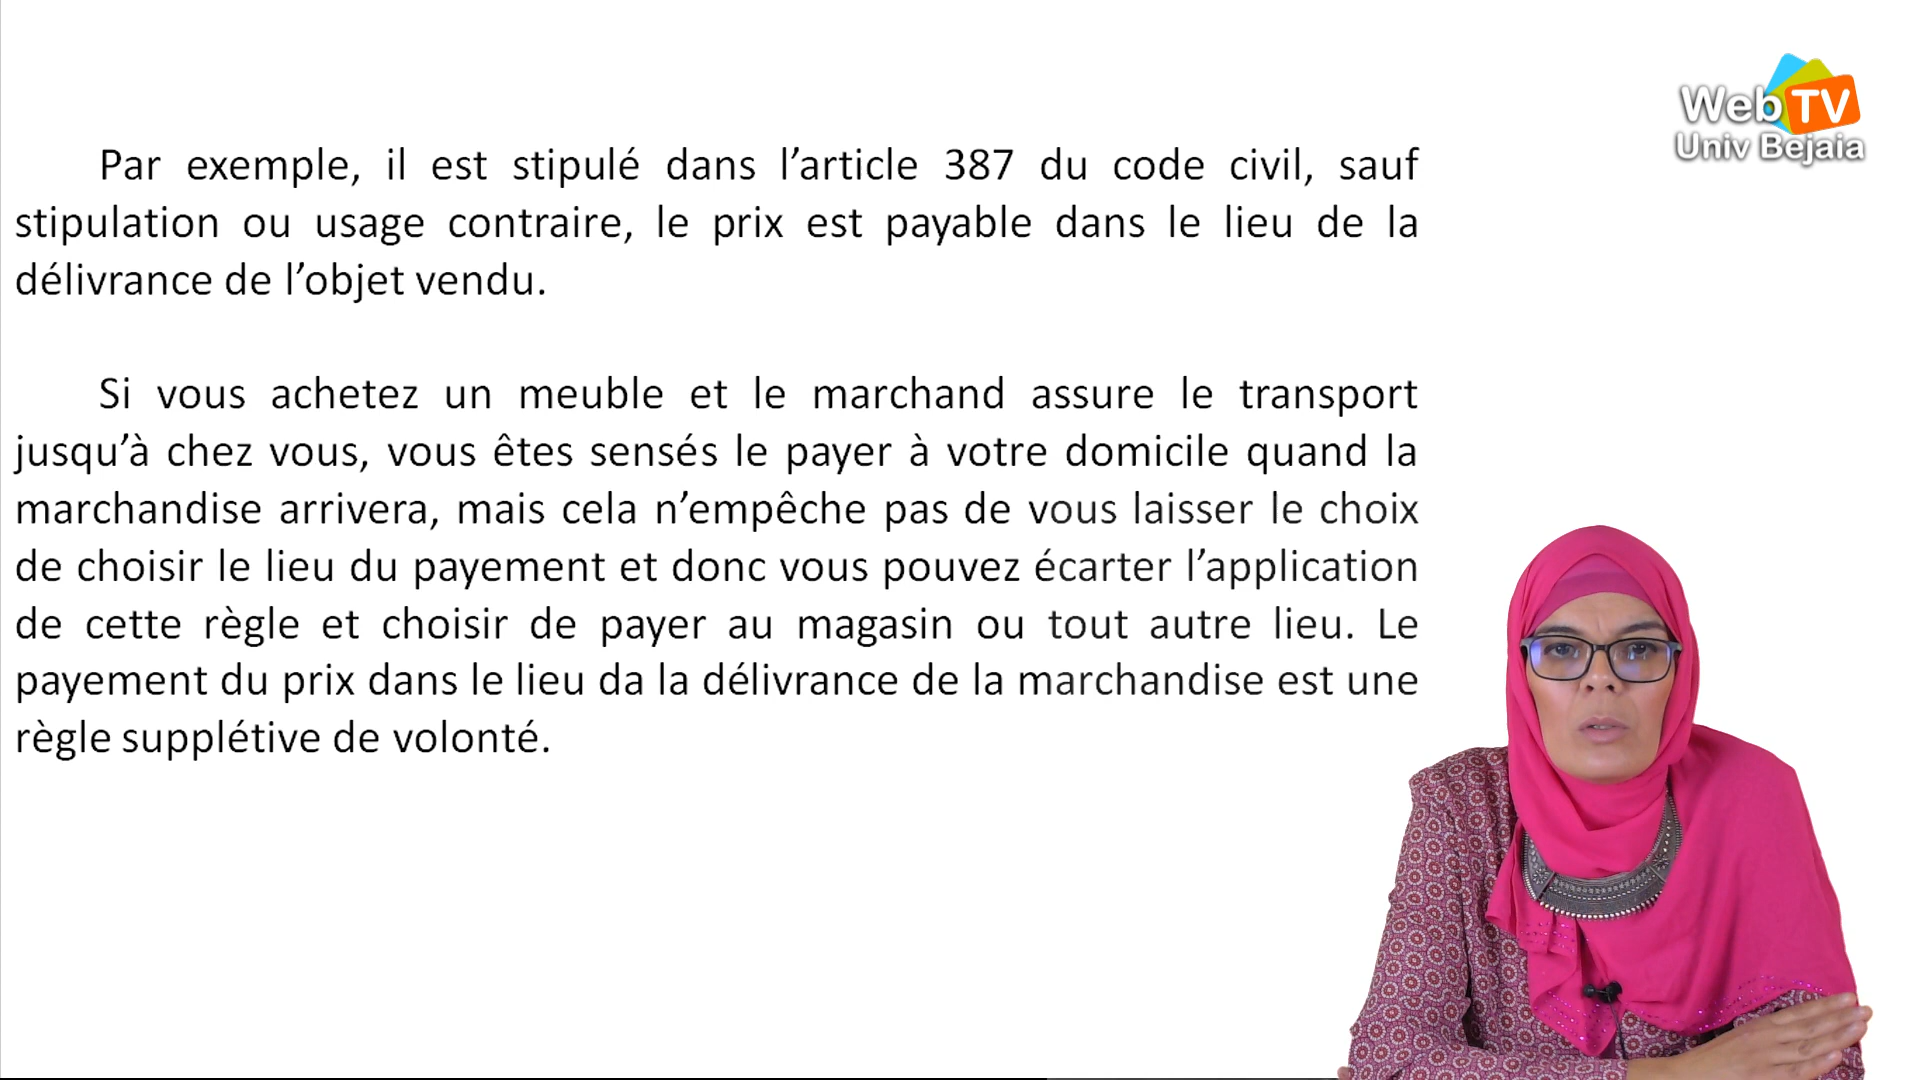 Web TV
Univ Bejaia
Par exemple, il est stipulé dans l’article 387 du code civil, sauf
stipulation ou usage contraire, le prix est payable dans le lieu de la
délivrance de l’objet vendu.
Si vous achetez un meuble et le marchand assure le transport
jusqu’à chez vous, vous êtes sensés le payer à votre domicile quand la
marchandise arrivera, mais cela n’empêche pas de vous laisser le choix
de choisir le lieu du payement et donc vous pouvez écarter l’application
de cette règle et choisir de payer au magasin ou tout autre lieu. Le
payement du prix dans le lieu da la délivrance de la marchandise est une
règle supplétive de volonté.